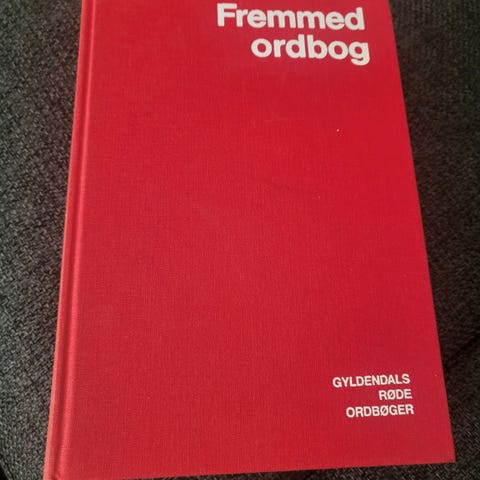 Fremmed
ordbog
GYLDENDALS
RØDE
ORDBØGER